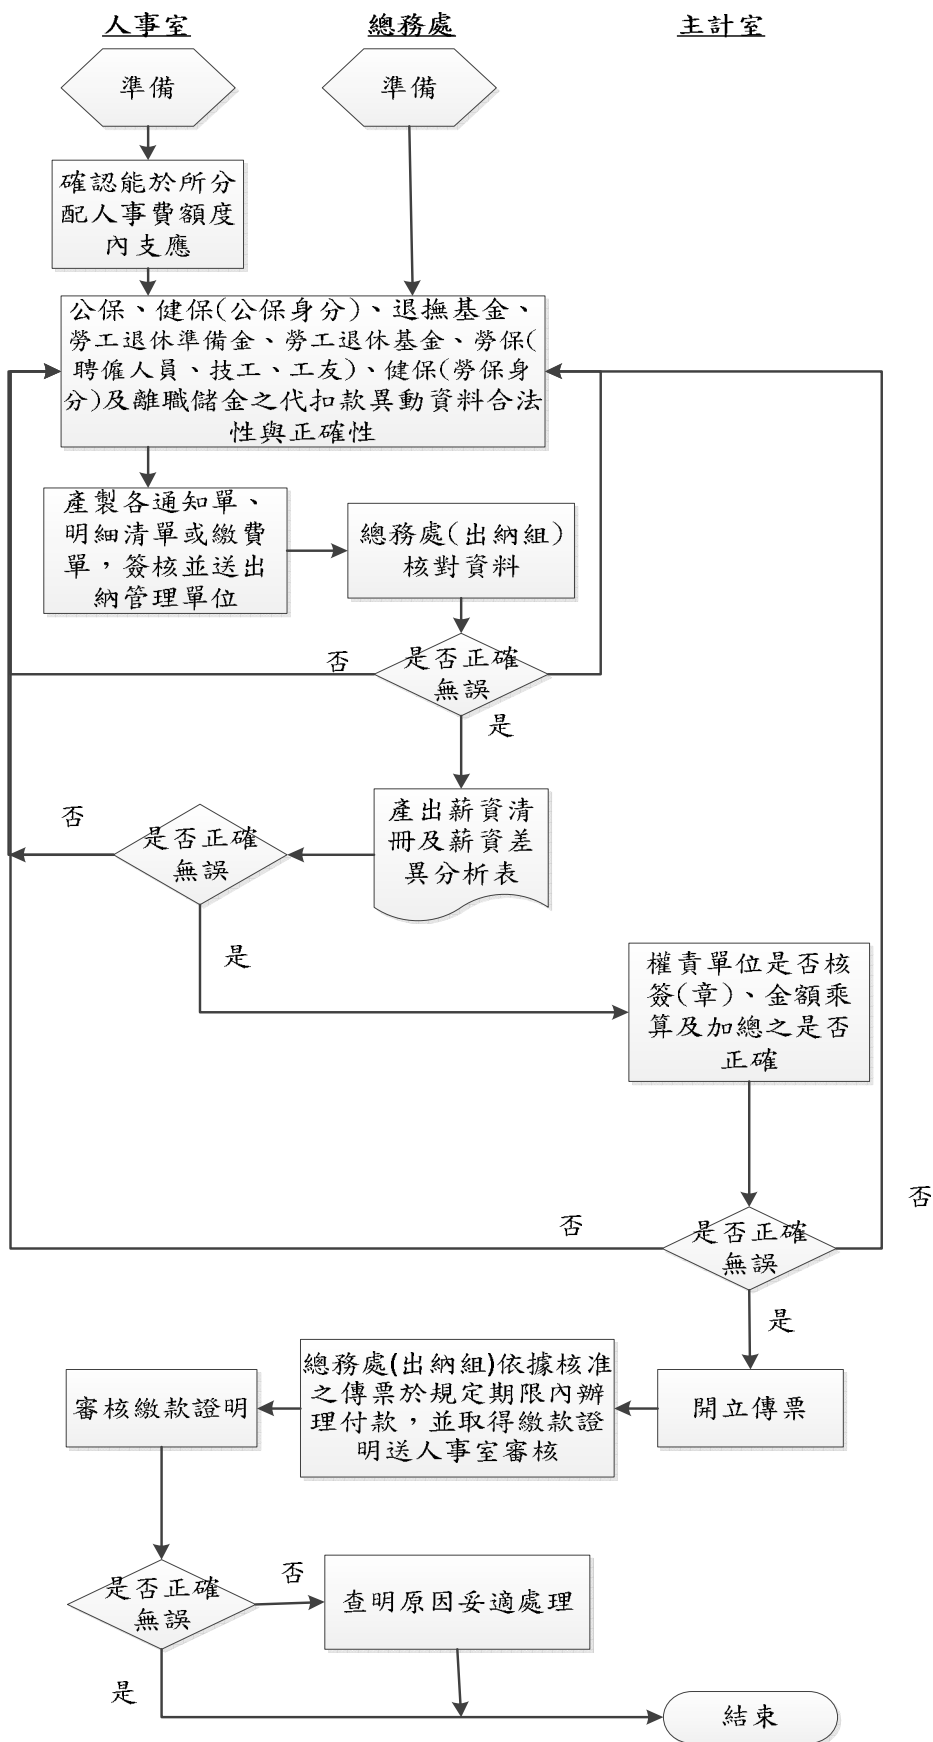 人事室
總務處
主計室
準備
準備
確認能於所分
配人事費額度
內支應
公保、健保(公保身分)、退撫基金、
勞工退休準備金、勞工退休基金、勞保(
聘僱人員、技工、工友)、健保(勞保身
分)及離職儲金之代扣款異動資料合法
性與正確性
產製各通知單、
明細清單或繳費
單，簽核並送出
納管理單位
總務處(出納組)
核對資料
否
是否正確
無誤
是
否
是否正確
無誤
產出薪資清
冊及薪資差
異分析表
是
權責單位是否核
簽(章)、金額乘
算及加總之是否
正確
否
否
是否正確
無誤
是
審核繳款證明
總務處(出納組)依據核准
之傳票於規定期限內辦
理付款，並取得繳款證
明送人事室審核
開立傳票
是否正確
無誤
否
查明原因妥適處理
是
結束